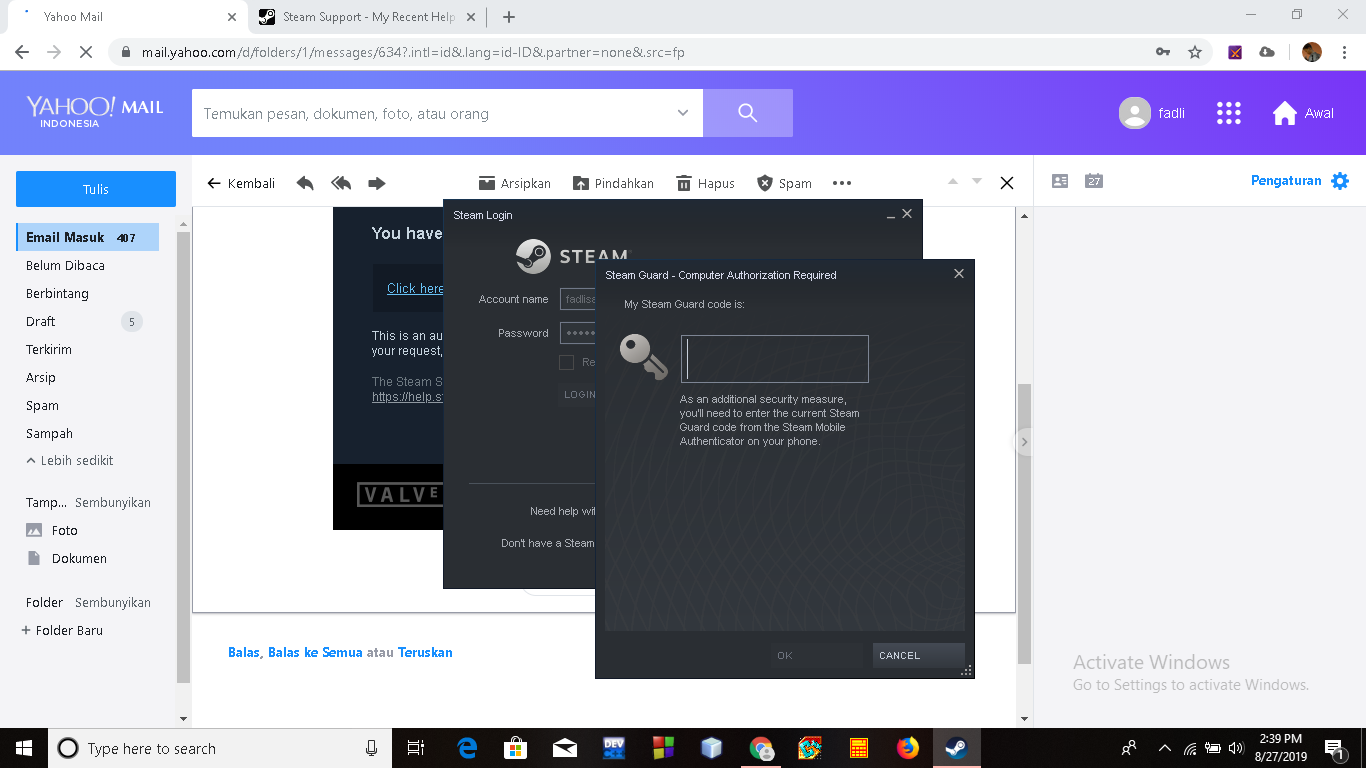 Yahoo Mail
Steam Support - My Recent Help
mail.yahoo.com/d/folders/1/messages/634?.intl=id&.lang=id-ID&.partner=none&.src=fp
YAHOO! MAIL
INDONESIA
Temukan pesan, dokumen, foto, atau orang
fadli
Awal
Tulis
Kembali
Arsipkan
Pindahkan
Hapus
Spam
27
Pengaturan
Email Masuk 407
Belum Dibaca
Berbintang
Draft 5
Terkirim
Arsip
Spam
Sampah
Lebih sedikit
Tamp... Sembunyikan
Foto
Dokumen
Folder Sembunyikan
+ Folder Baru
You have
Click here
This is an au
your request,
The Steam S
https://help.s
VALVE
Steam Login
STEAM
Account name
fadlisa
Password
Re
LOGIN
Need help wit
Don't have a Steam
Steam Guard - Computer Authorization Required
My Steam Guard code is:
As an additional security measure,
you'll need to enter the current Steam
Guard code from the Steam Mobile
Authenticator on your phone.
OK
CANCEL
Balas, Balas ke Semua atau Teruskan
Activate Windows
Go to Settings to activate Windows.
Type here to search
DEV
2:39 PM
8/27/2019
1